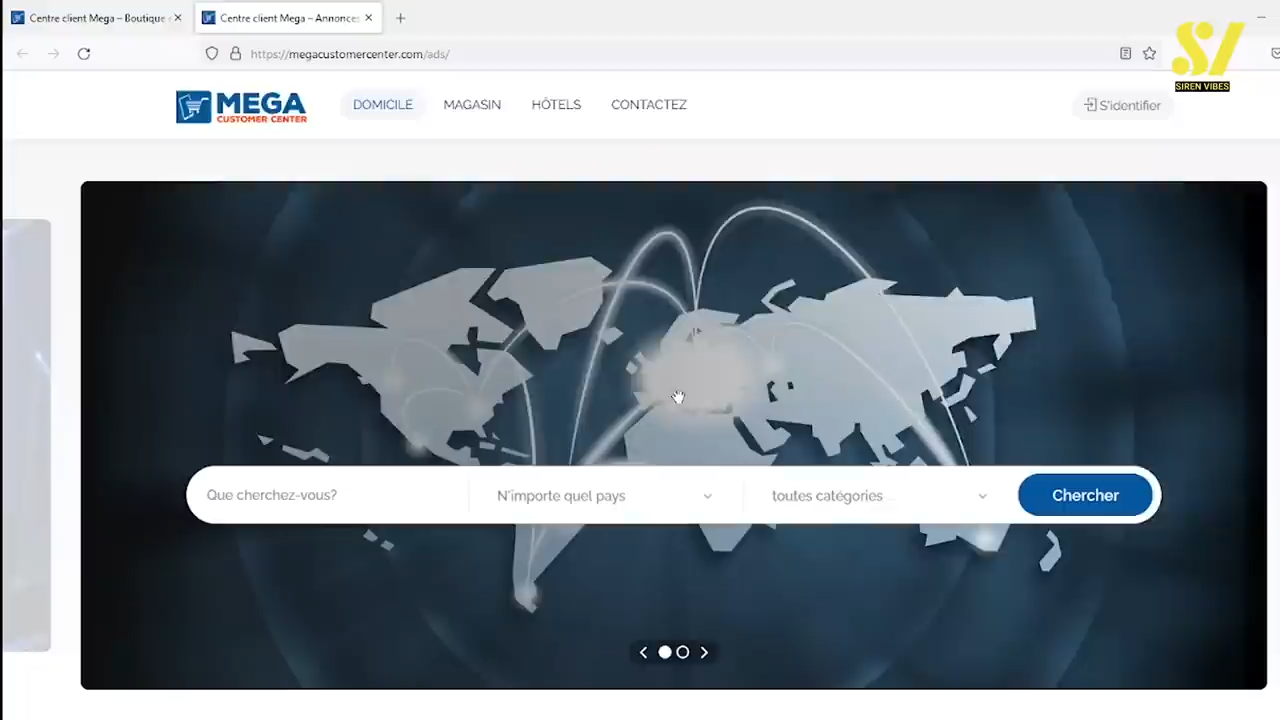 Centre client Mega – Boutique
Centre client Mega – Annonces
https://megacustomercenter.com/ads/
SIREN VIBES
MEGA
CUSTOMER CENTER
DOMICILE
MAGASIN
HÔTELS
CONTACTEZ
S'identifier
Que cherchez-vous?
N'importe quel pays
toutes catégories
Chercher